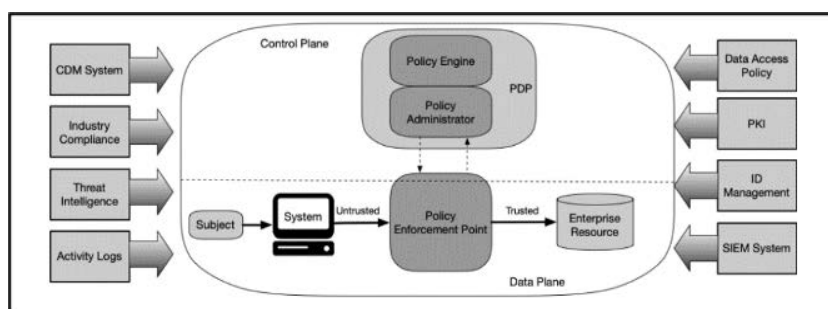 Control Plane
CDM System
Policy Engine
PDP
Data Access
Policy
Policy
Administrator
Industry
Compliance
PKI
Threat
Intelligence
ID
Management
Subject
System
Untrusted
Policy
Enforcement Point
Trusted
Enterprise
Resource
Activity Logs
SIEM System
Data Plane